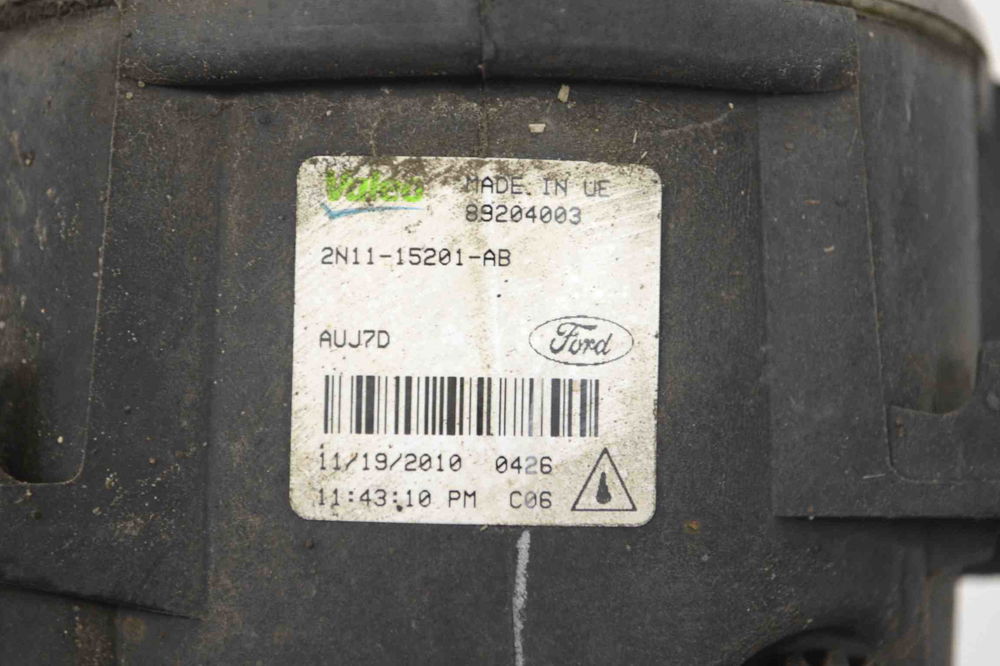 Valeo MADE IN UE
89204003
2N11-15201-AB
AUJ7D Ford
11/19/2010 0426
11:43:10 PM C06